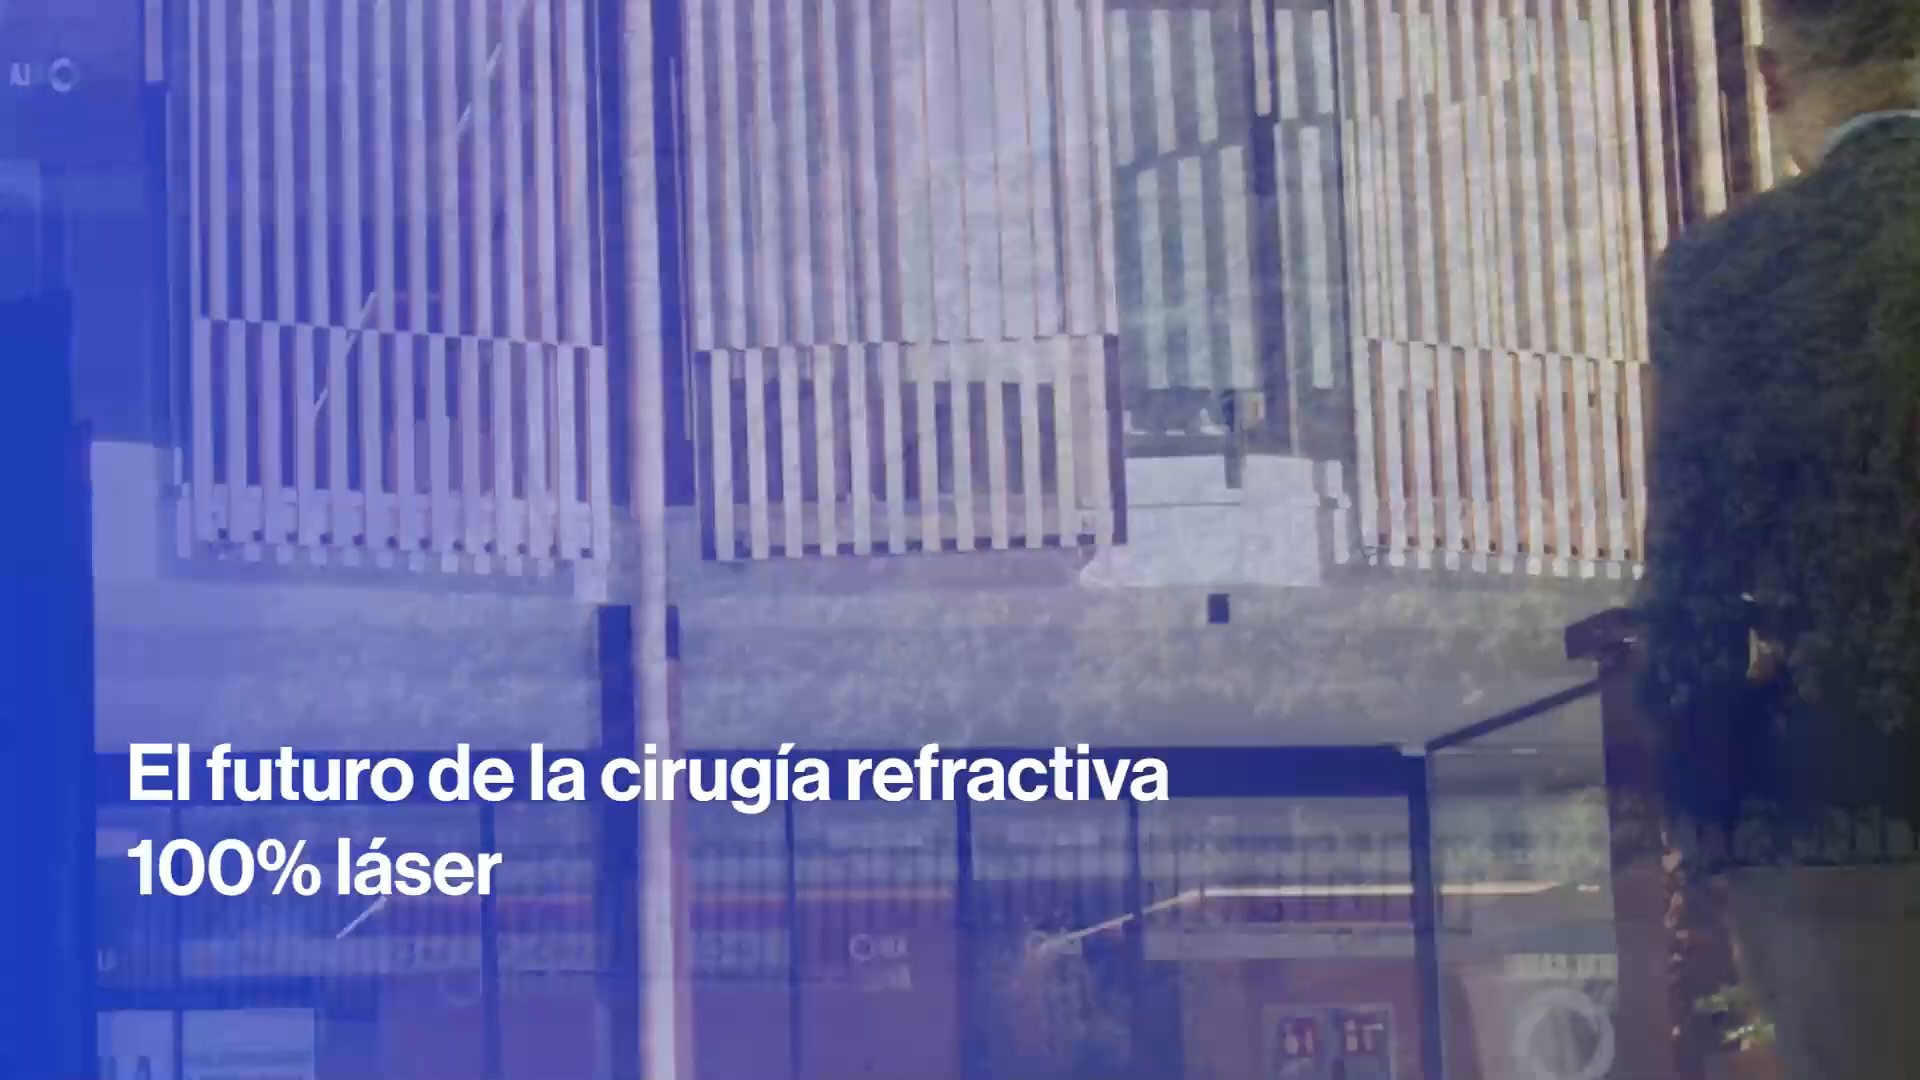 El futuro de la cirugía refractiva
100% láser